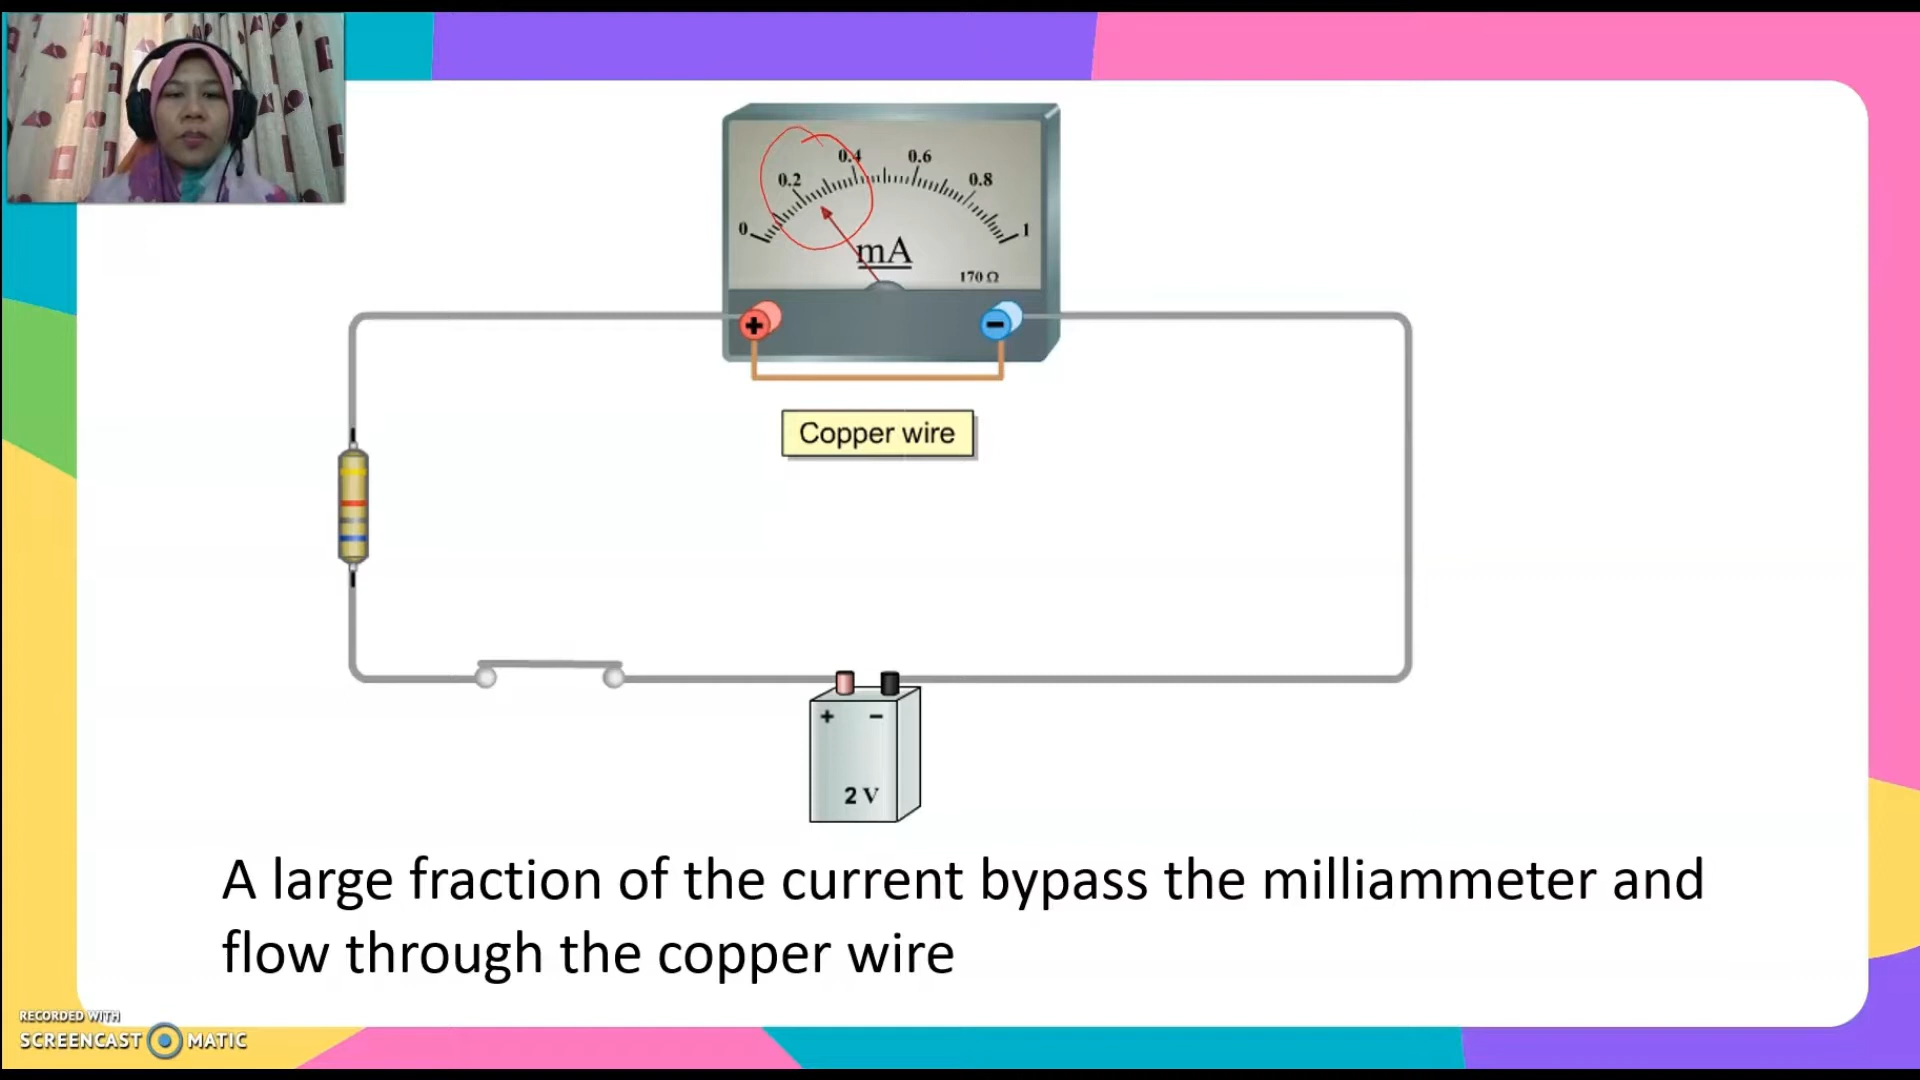 0
0.2
0.4
0.6
0.8
1
mA
170 Ω
+
-
Copper wire
+ -
2 V
A large fraction of the current bypass the milliammeter and
flow through the copper wire
RECORDED WITH
SCREENCAST MATIC